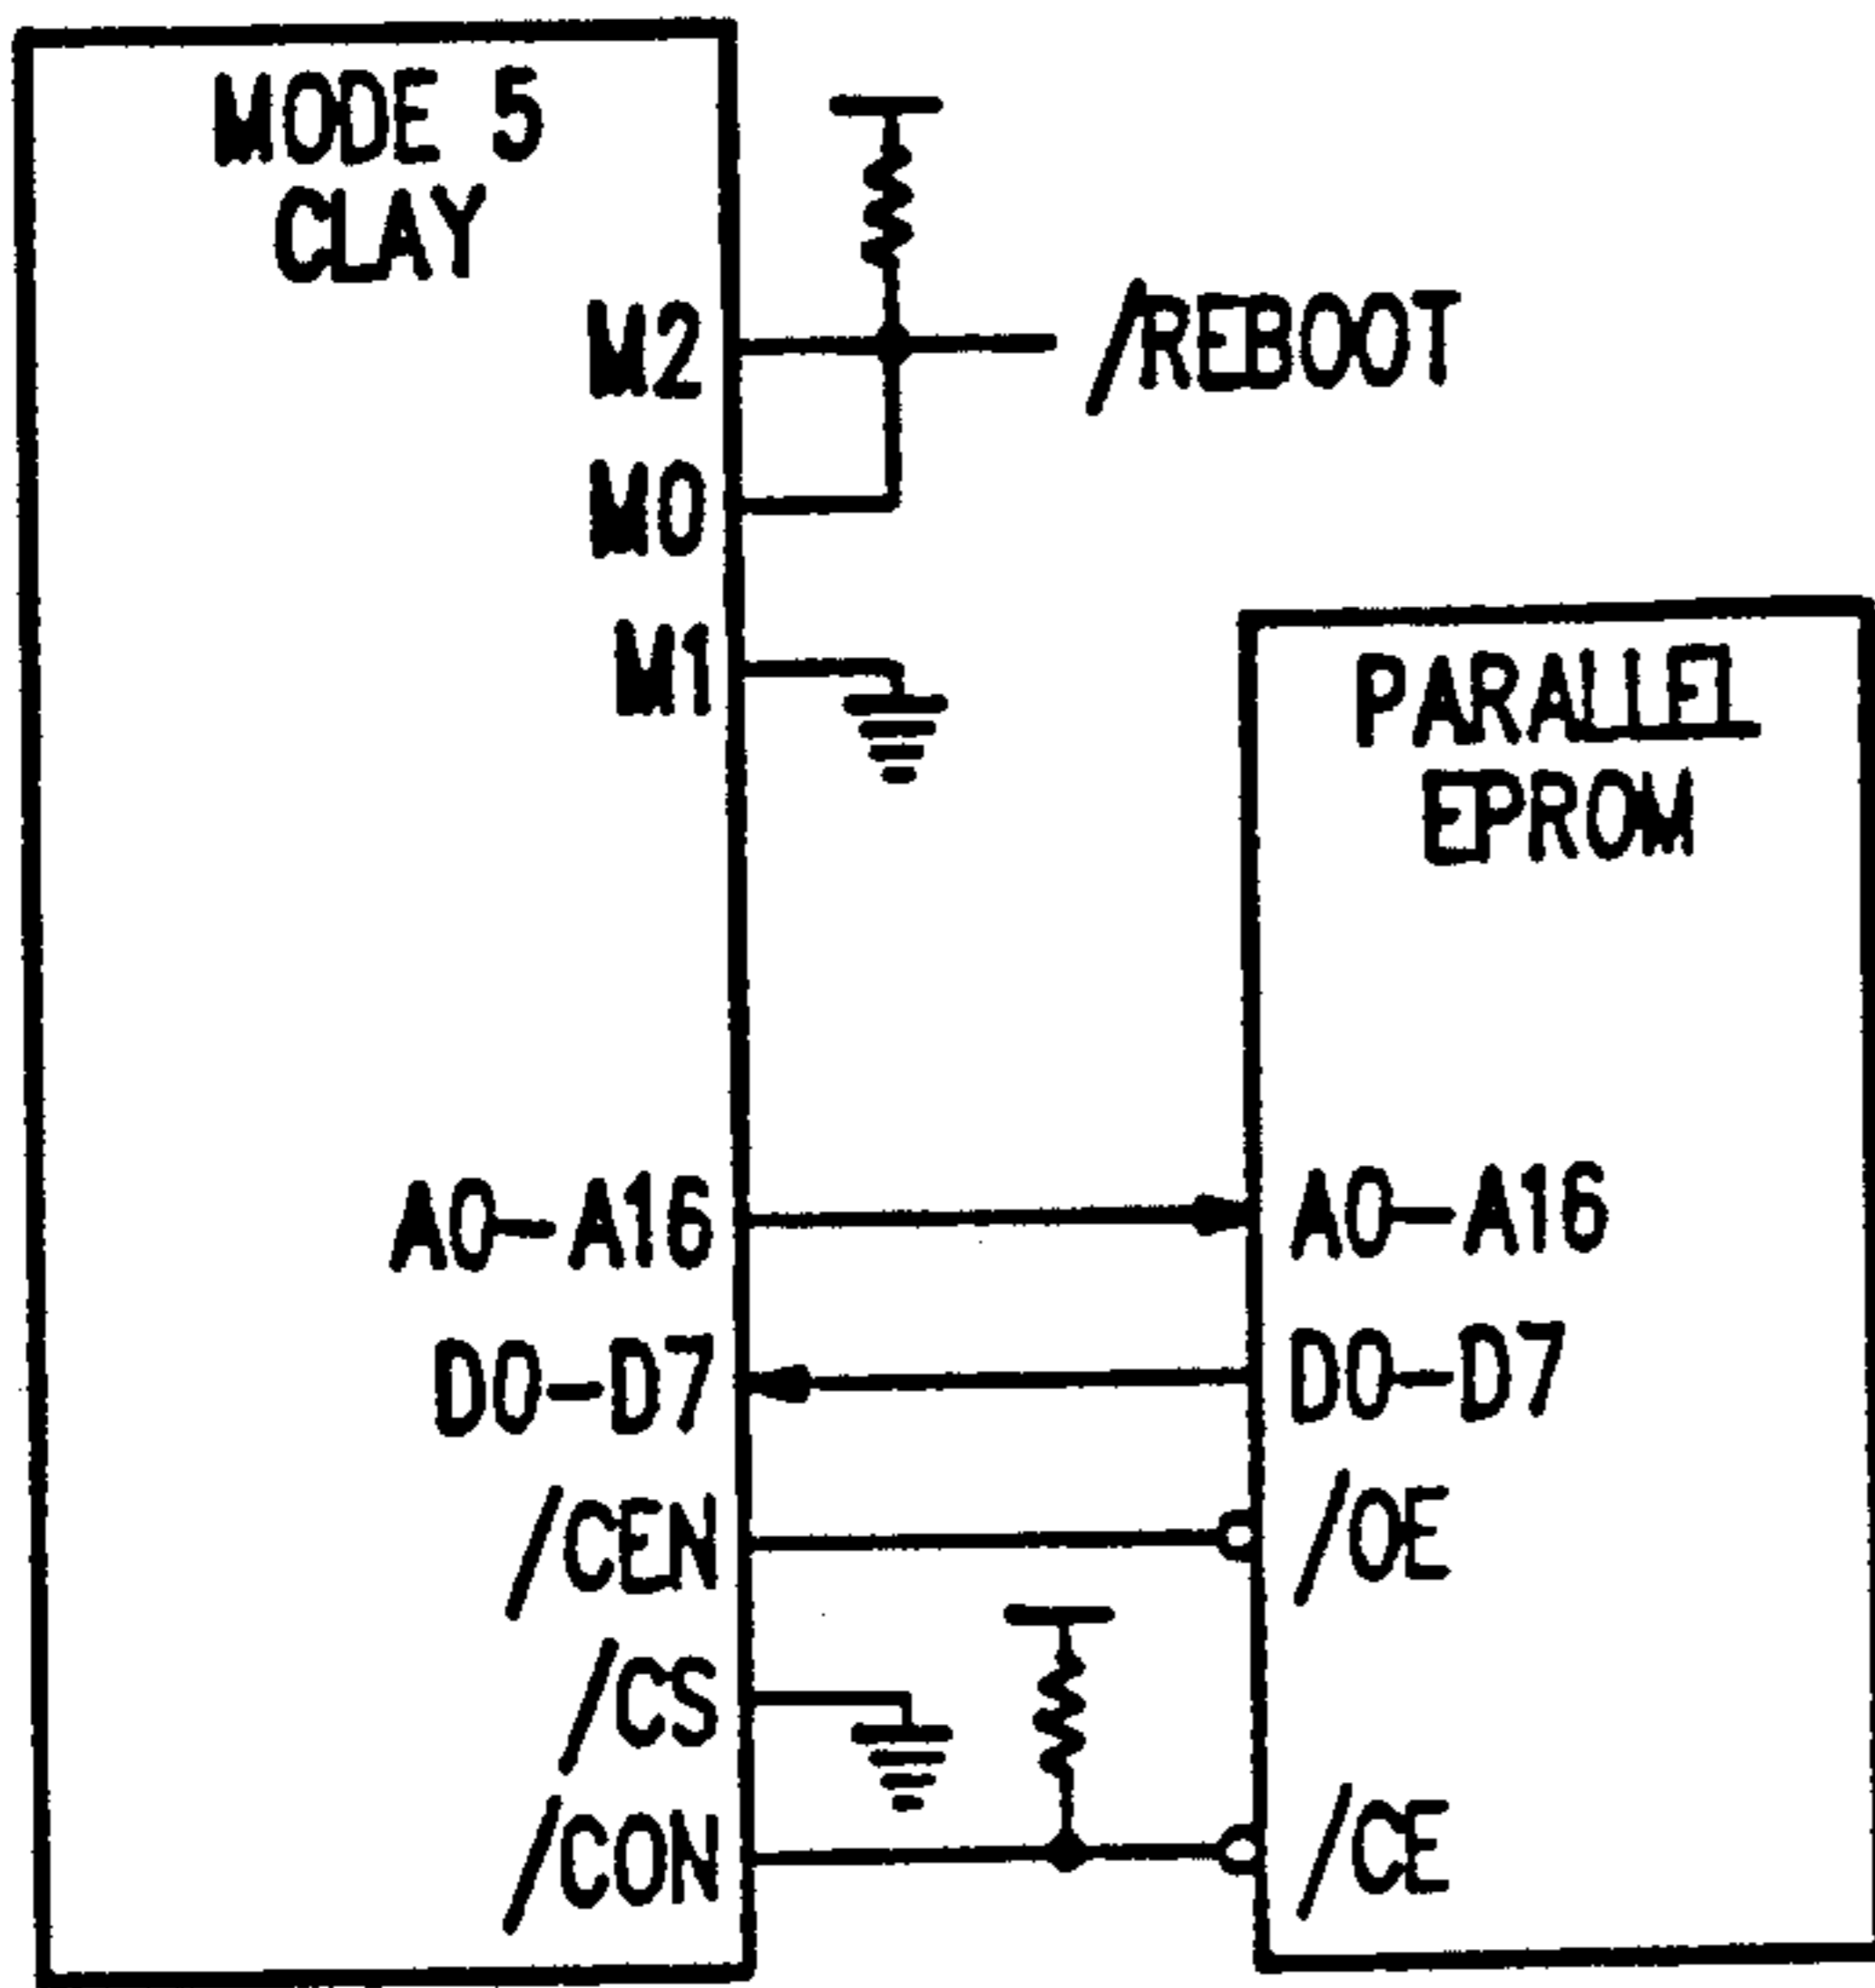 MODE 5
CLAY
M2
/REBOOT
M0
M1
PARALLEL
EPROM
A0-A16
A0-A16
D0-D7
D0-D7
/CEN
/OE
/CS
/CON
/CE